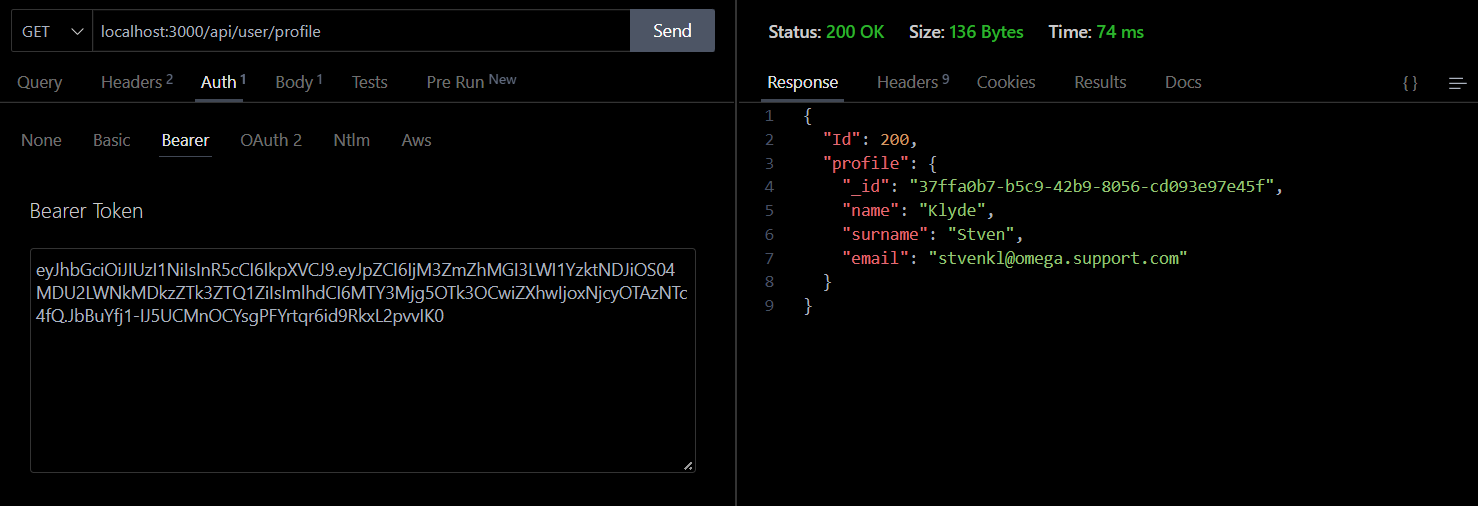 GET localhost:3000/api/user/profile Send
Query Headers 2 Auth 1 Body 1 Tests Pre Run New
None Basic Bearer OAuth 2 Ntlm Aws
Bearer Token
eyJhbGciOiJIUzI1NiIsInR5cCI6IkpXVCJ9.eyJpZCI6IjM3ZmZhMGI3LWI1YzktNDJiOS04
MDU2LWNkMDkzZTk3ZTQ1ZiIsImlhdCI6MTY3Mjg5OTk3OCwiZXhwIjoxNjcyOTAzNTc
4fQ.JbBuYfj1-IJ5UCMnOCYsgPFYrtqr6id9RkxL2pvvIK0
Status: 200 OK Size: 136 Bytes Time: 74 ms
Response Headers 9 Cookies Results Docs {}
1 {
2 "Id": 200,
3 "profile": {
4 "_id": "37ffa0b7-b5c9-42b9-8056-cd093e97e45f",
5 "name": "Klyde",
6 "surname": "Stven",
7 "email": "stvenkl@omega.support.com"
8 }
9 }